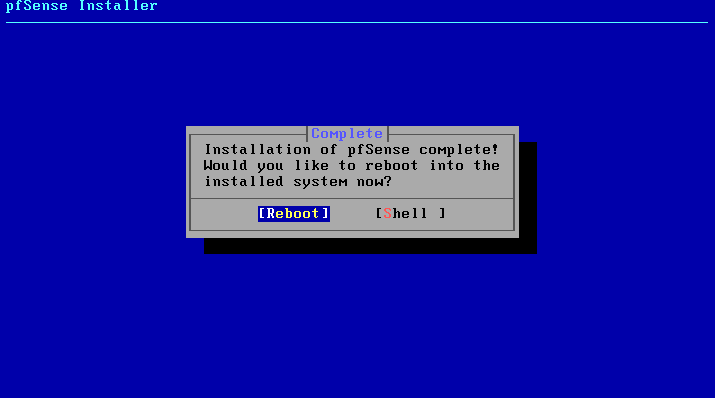 pfSense Installer
Complete
Installation of pfSense complete!
Would you like to reboot into the
installed system now?
[Reboot] [Shell ]